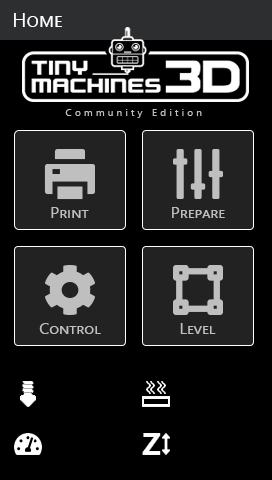 Home
TINY
MACHINES 3D
Community Edition
Print
Prepare
Control
Level
Z